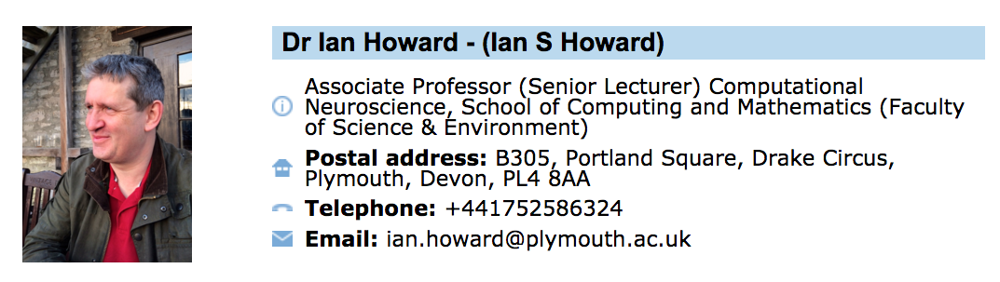 Dr Ian Howard - (Ian S Howard)
Associate Professor (Senior Lecturer) Computational
Neuroscience, School of Computing and Mathematics (Faculty
of Science & Environment)
Postal address: B305, Portland Square, Drake Circus,
Plymouth, Devon, PL4 8AA
Telephone: +441752586324
Email: ian.howard@plymouth.ac.uk